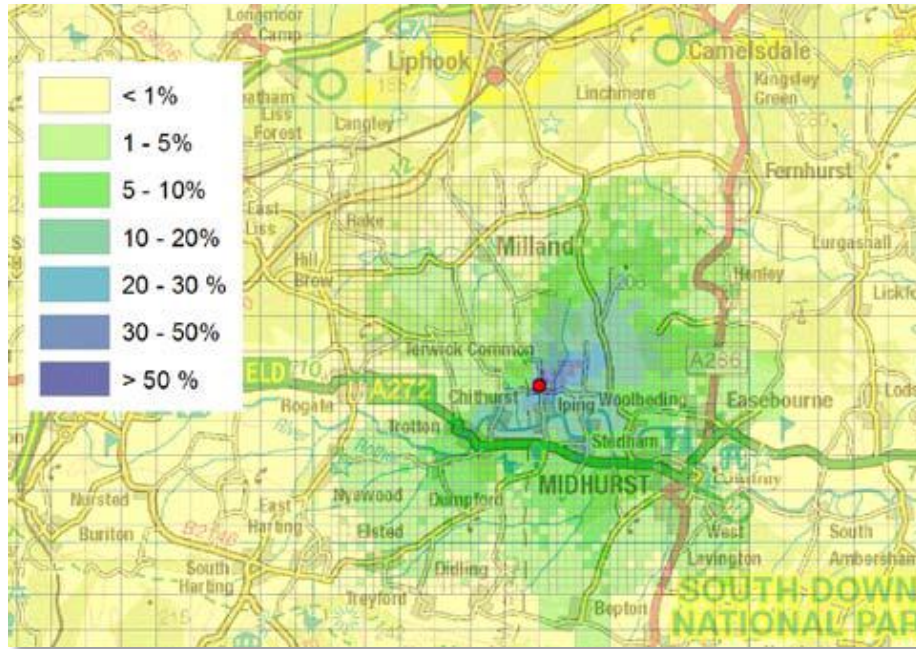 Longmoor
Camp
Liphook
Camelsdale
Kingsley
Green
Linchmere
Langley
Liss
Forest
Fernhurst
< 1%
1 - 5%
5 - 10%
10 - 20%
20 - 30 %
30 - 50%
> 50 %
East
Liss
Rake
Milland
Lurgashall
Hill
Brow
Henley
Terwick Common
A286
A272
Rogate
Chithurst
Iping
Woolbeding
Easebourne
Trotton
Stedham
MIDHURST
Cowdray
Nursted
Nyewood
Dumpford
East
Harting
Elsted
Buriton
B2146
West
Lavington
South
Ambersham
South
Harting
Didling
Treyford
Bepton
SOUTH DOWN
NATIONAL PAR